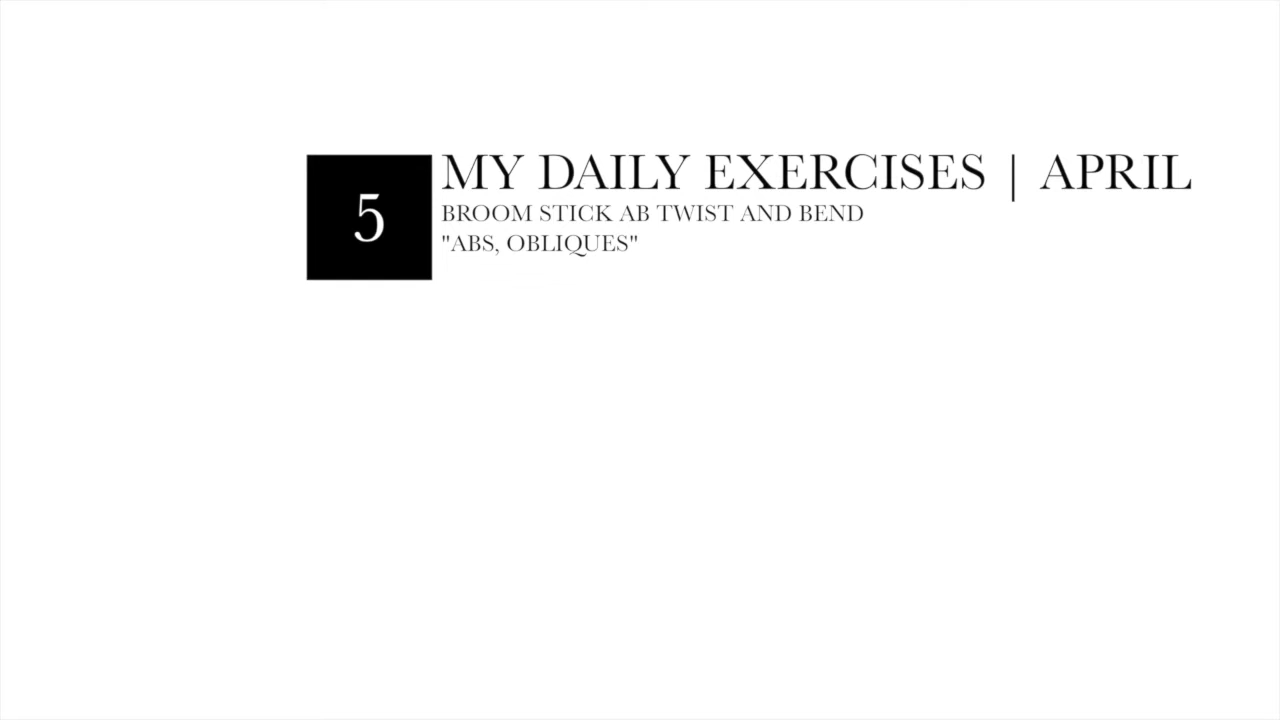 5
MY DAILY EXERCISES | APRIL
BROOM STICK AB TWIST AND BEND
"ABS, OBLIQUES"